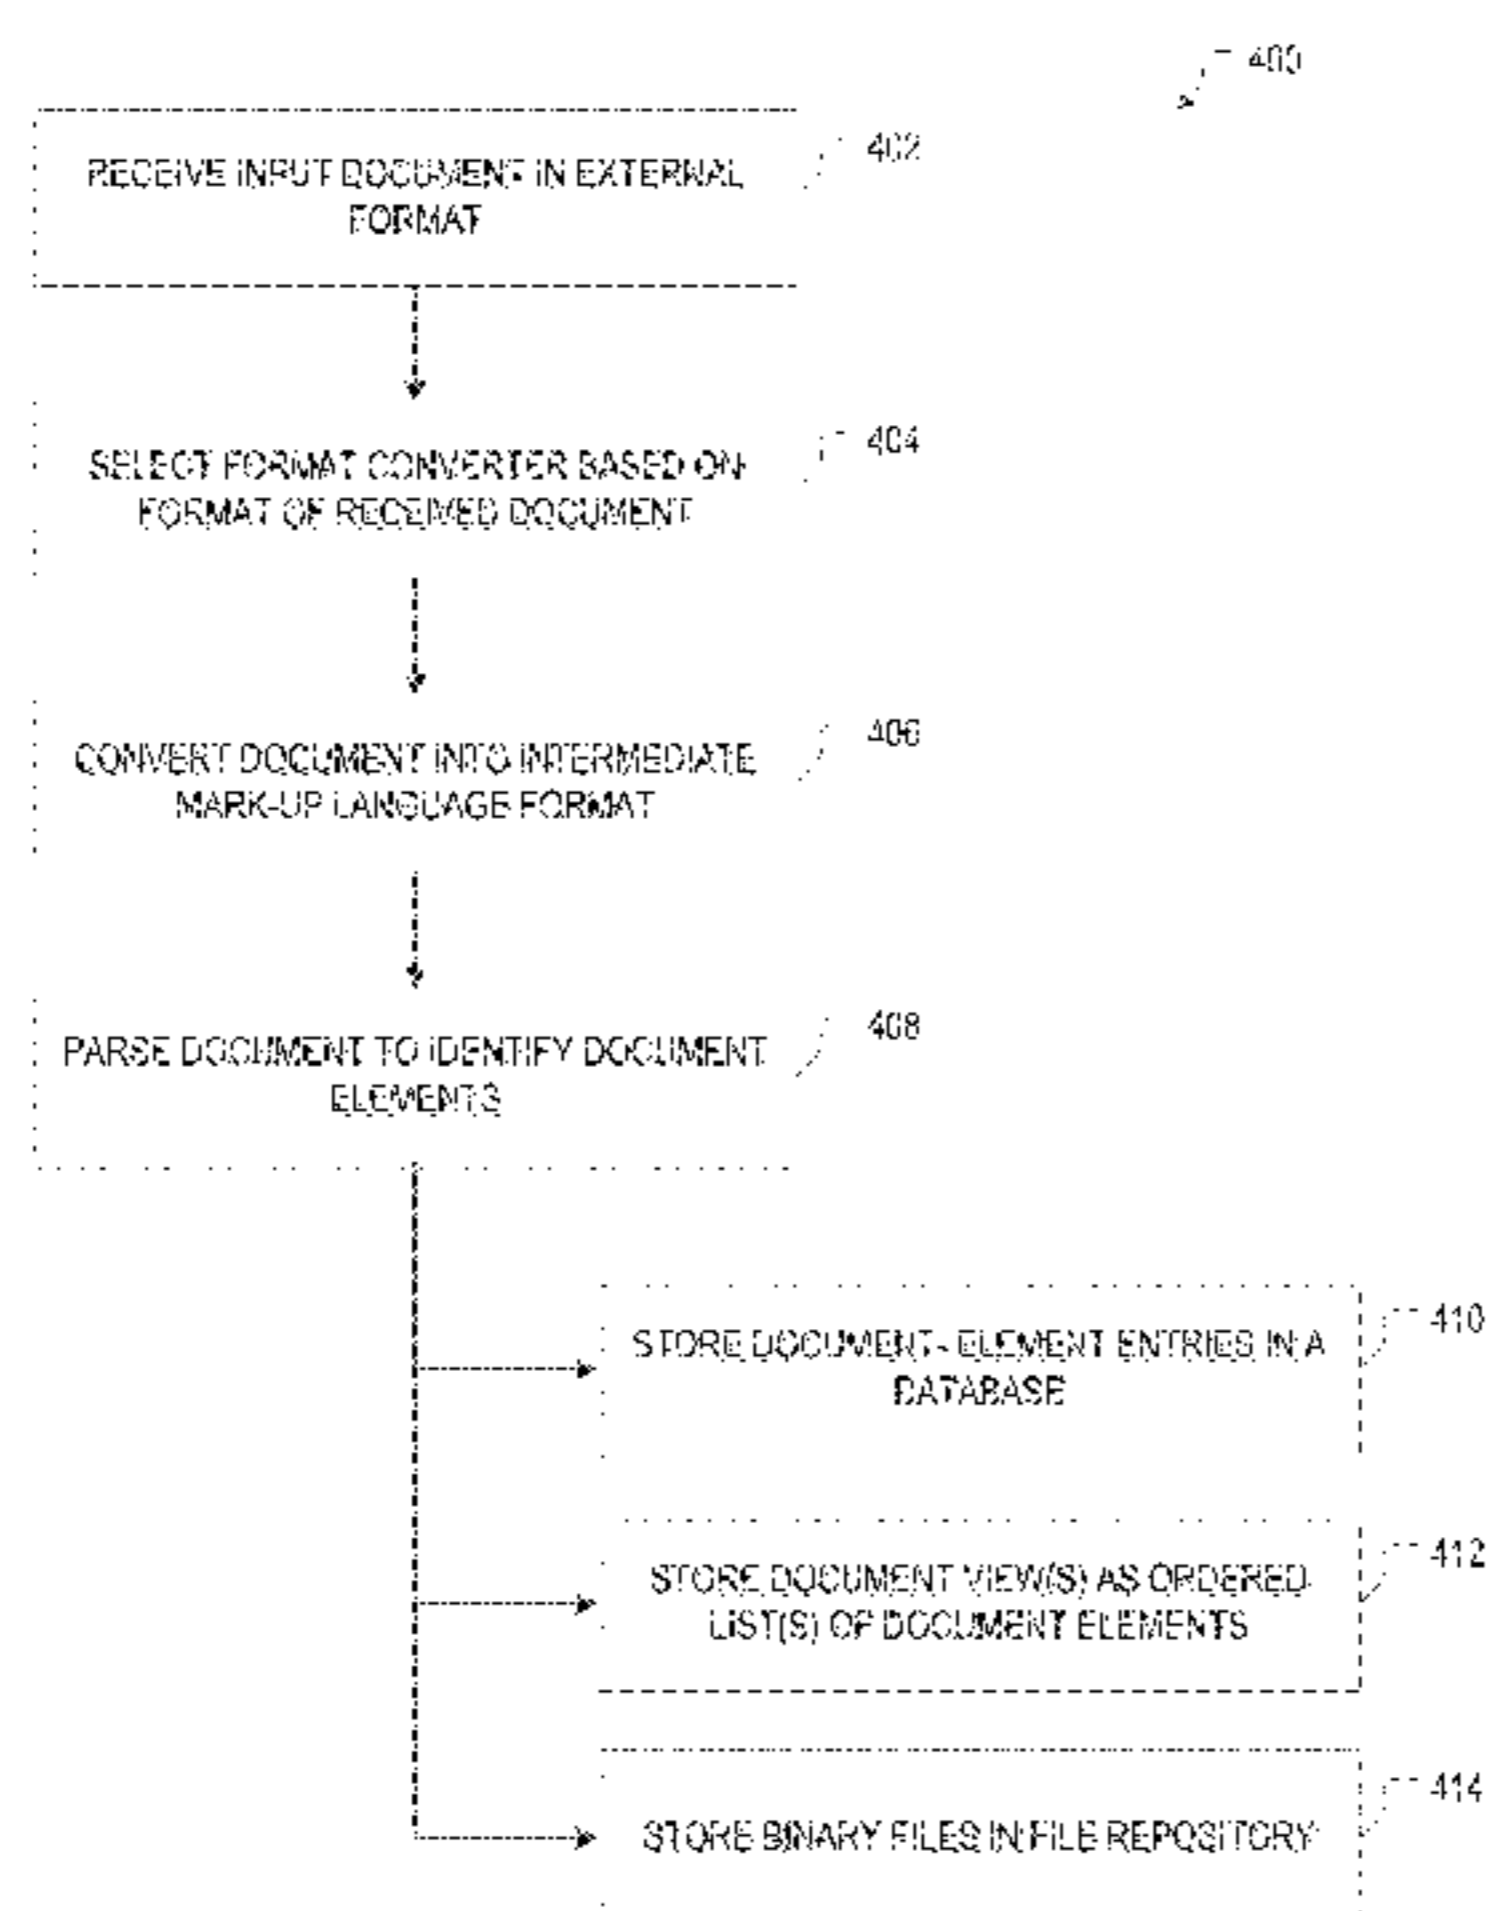 400
RECEIVE INPUT DOCUMENT IN EXTERNAL
FORMAT
402
SELECT FORMAT CONVERTER BASED ON
FORMAT OF RECEIVED DOCUMENT
404
CONVERT DOCUMENT INTO INTERMEDIATE
MARK-UP LANGUAGE FORMAT
406
PARSE DOCUMENT TO IDENTIFY DOCUMENT
ELEMENTS
408
STORE DOCUMENT- ELEMENT ENTRIES IN A
DATABASE
410
STORE DOCUMENT VIEW(S) AS ORDERED
LIST(S) OF DOCUMENT ELEMENTS
412
STORE BINARY FILES IN FILE REPOSITORY
414